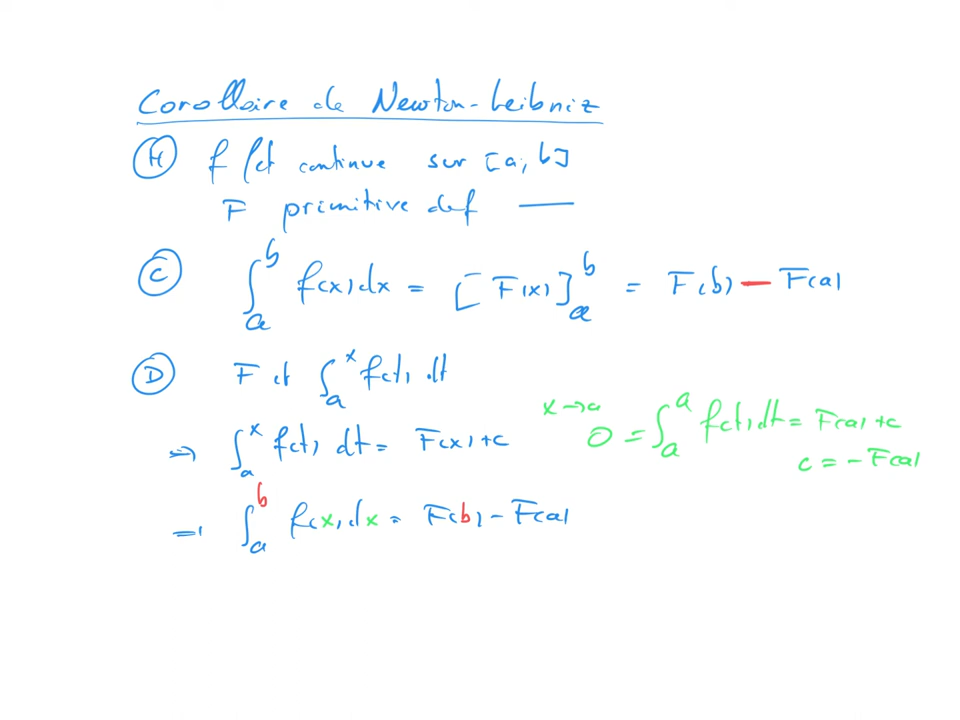 Corollaire de Newton-Leibniz
(H) f fct continue sur [a, b]
F primitive de f ——
(C) ∫_a^b f(x) dx = [F(x)]_a^b = F(b) - F(a)
(D) F et ∫_a^x f(t) dt
x → a
⇒ ∫_a^x f(t) dt = F(x) + c
0 = ∫_a^a f(t) dt = F(a) + c
c = - F(a)
⇒ ∫_a^b f(x) dx = F(b) - F(a)